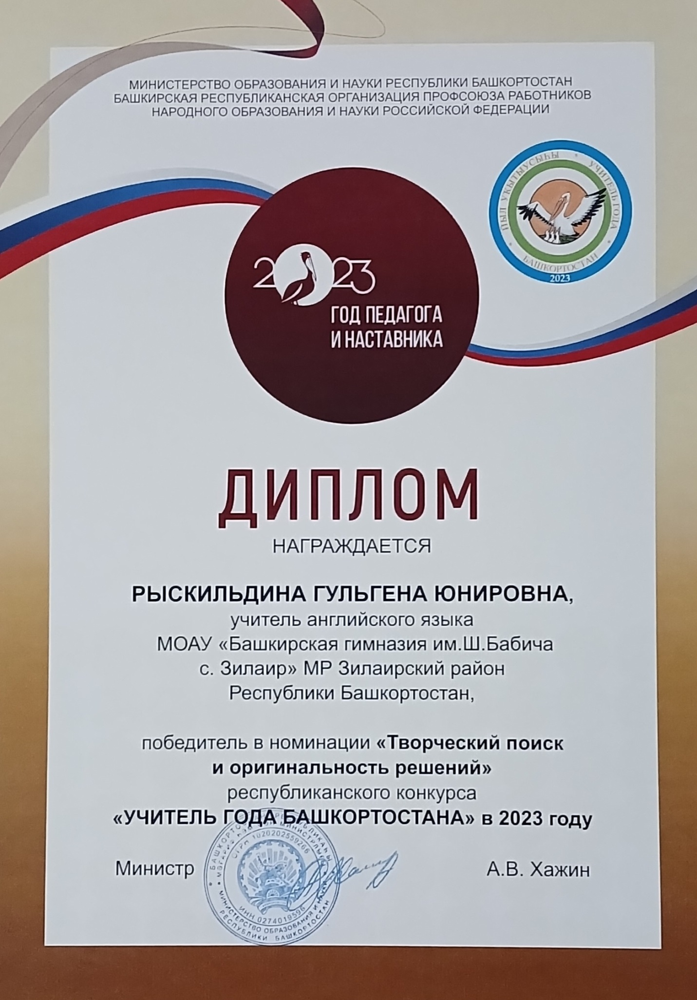 МИНИСТЕРСТВО ОБРАЗОВАНИЯ И НАУКИ РЕСПУБЛИКИ БАШКОРТОСТАН
БАШКИРСКАЯ РЕСПУБЛИКАНСКАЯ ОРГАНИЗАЦИЯ ПРОФСОЮЗА РАБОТНИКОВ
НАРОДНОГО ОБРАЗОВАНИЯ И НАУКИ РОССИЙСКОЙ ФЕДЕРАЦИИ
ЙЫЛ УҠЫТЫУСЫҺЫ • УЧИТЕЛЬ ГОДА
БАШКОРТОСТАН
2023
2023
ГОД ПЕДАГОГА
И НАСТАВНИКА
ДИПЛОМ
НАГРАЖДАЕТСЯ
РЫСКИЛЬДИНА ГУЛЬГЕНА ЮНИРОВНА,
учитель английского языка
МОАУ «Башкирская гимназия им.Ш.Бабича
с. Зилаир» МР Зилаирский район
Республики Башкортостан,
победитель в номинации «Творческий поиск
и оригинальность решений»
республиканского конкурса
«УЧИТЕЛЬ ГОДА БАШКОРТОСТАНА» в 2023 году
Министр
А.В. Хажин
ОГРН 1020202559266
ИНН 0274019596
МИНИСТЕРСТВО ОБРАЗОВАНИЯ И НАУКИ
РЕСПУБЛИКИ БАШКОРТОСТАН